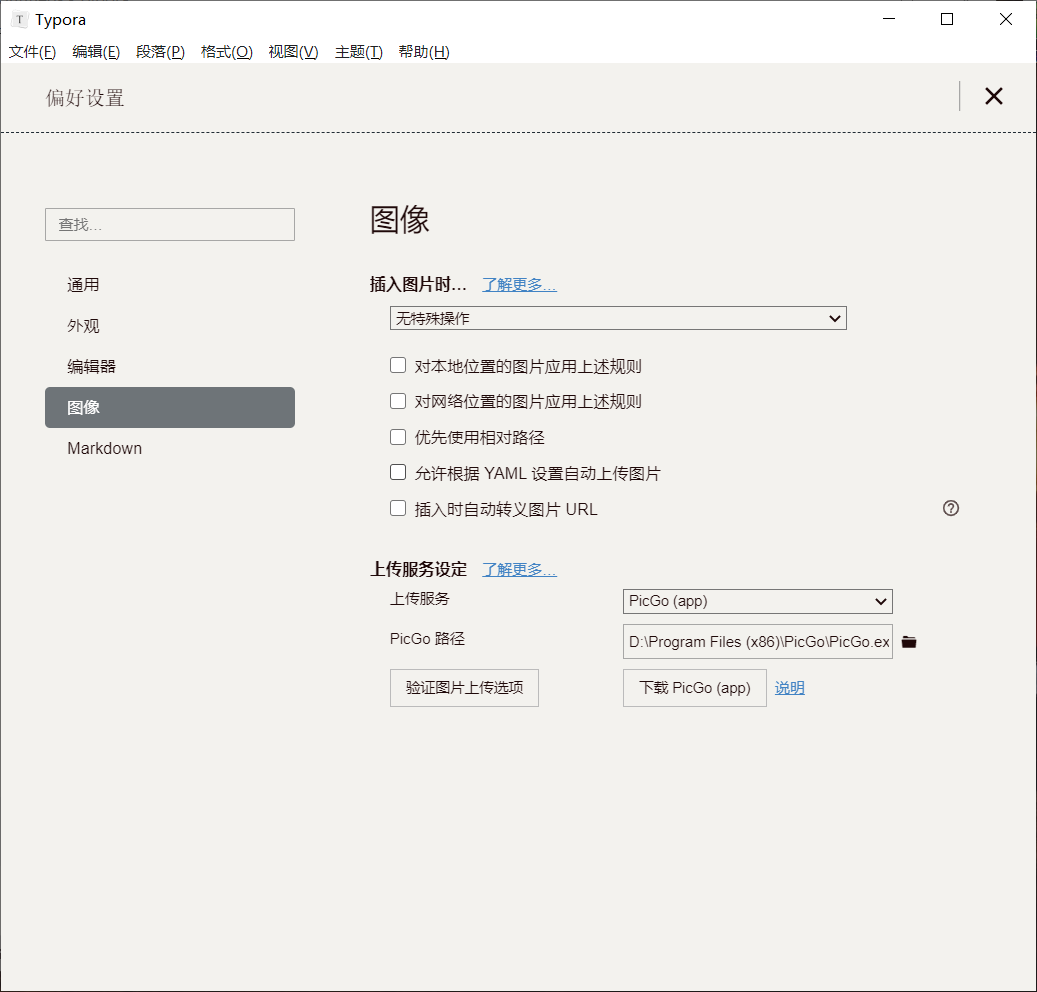 T Typora
文件(F) 编辑(E) 段落(P) 格式(O) 视图(V) 主题(T) 帮助(H)
偏好设置
查找...
通用
外观
编辑器
图像
Markdown
图像
插入图片时... 了解更多...
无特殊操作
对本地位置的图片应用上述规则
对网络位置的图片应用上述规则
优先使用相对路径
允许根据 YAML 设置自动上传图片
插入时自动转义图片 URL
上传服务设定 了解更多...
上传服务 PicGo (app)
PicGo 路径 D:\Program Files (x86)\PicGo\PicGo.ex
验证图片上传选项 下载 PicGo (app) 说明